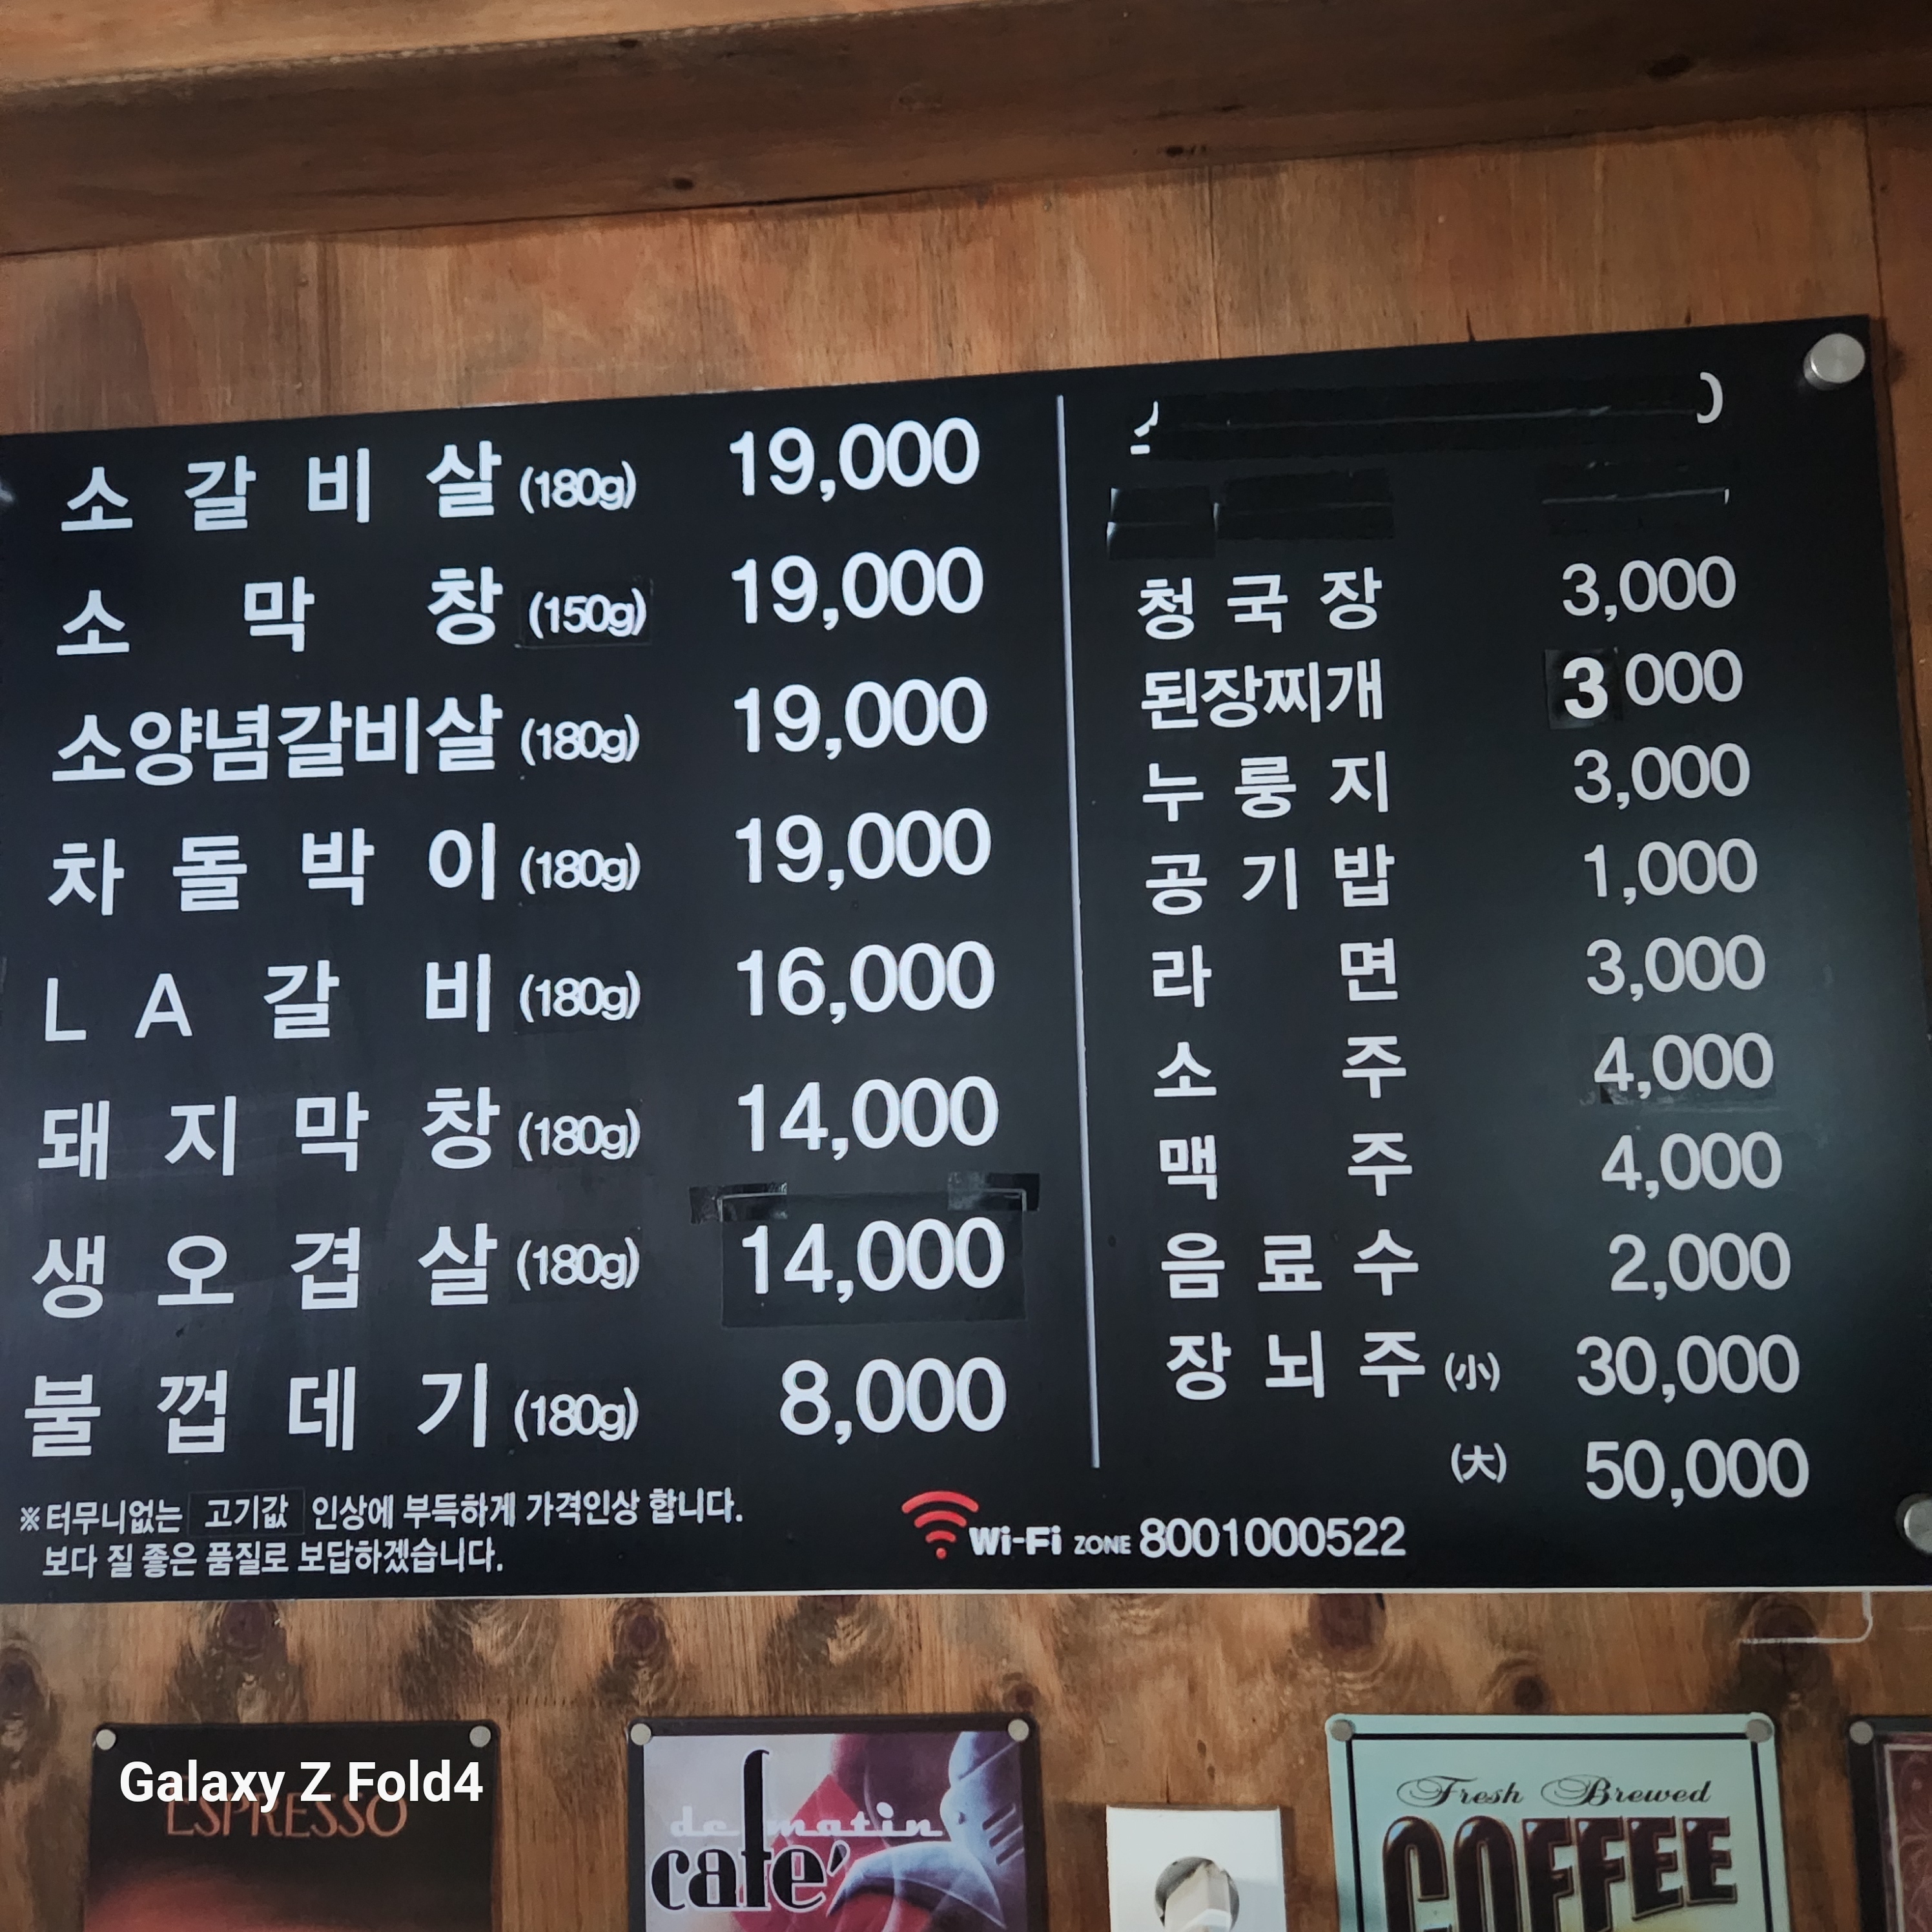 소갈비살(180g) 19,000
소막창(150g) 19,000
소양념갈비살(180g) 19,000
차돌박이(180g) 19,000
LA갈비(180g) 16,000
돼지막창(180g) 14,000
생오겹살(180g) 14,000
불껍데기(180g) 8,000
※터무니없는 고기값 인상에 부득하게 가격인상 합니다.
보다 질 좋은 품질로 보답하겠습니다.
청국장 3,000
된장찌개 3 000
누룽지 3,000
공기밥 1,000
라면 3,000
소주 4,000
맥주 4,000
음료수 2,000
장뇌주(小) 30,000
(大) 50,000
Wi-Fi ZONE 8001000522
Galaxy Z Fold4
ESPRESSO
de matin
cafe'
Fresh Brewed
COFFEE